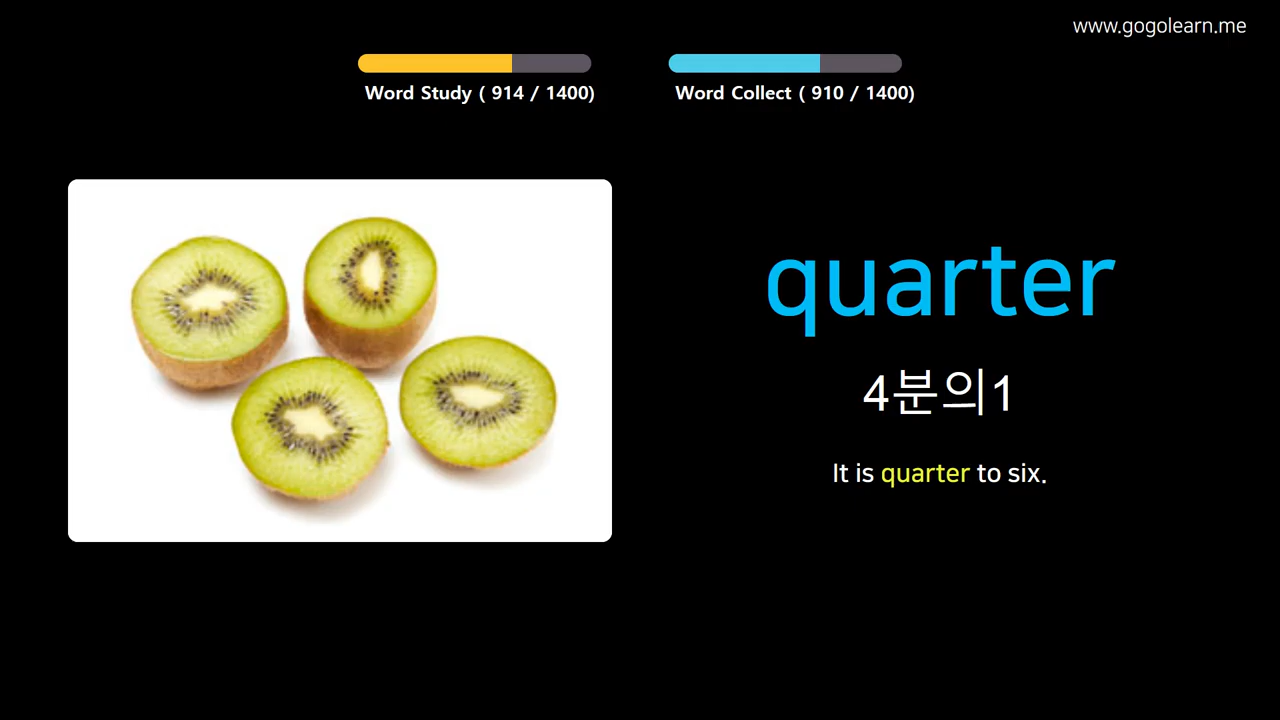 www.gogolearn.me
Word Study ( 914 / 1400)
Word Collect ( 910 / 1400)
quarter
4분의1
It is quarter to six.